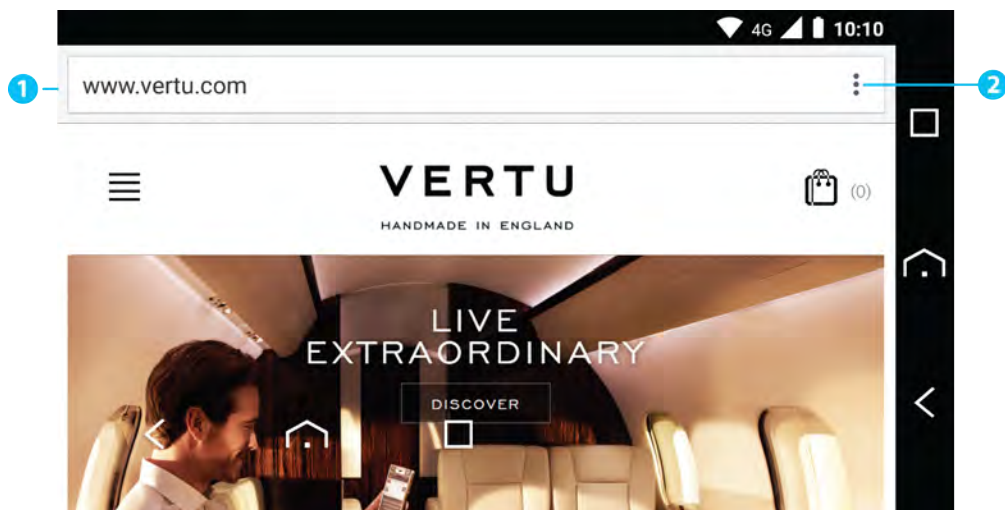 4G 10:10
1
www.vertu.com
2
VERTU
(0)
HANDMADE IN ENGLAND
LIVE
EXTRAORDINARY
DISCOVER